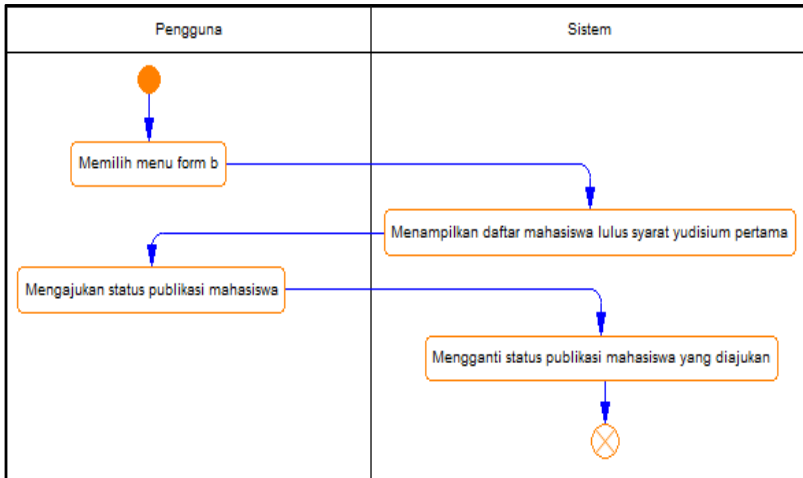 Pengguna
Sistem
Memilih menu form b
Menampilkan daftar mahasiswa lulus syarat yudisium pertama
Mengajukan status publikasi mahasiswa
Mengganti status publikasi mahasiswa yang diajukan